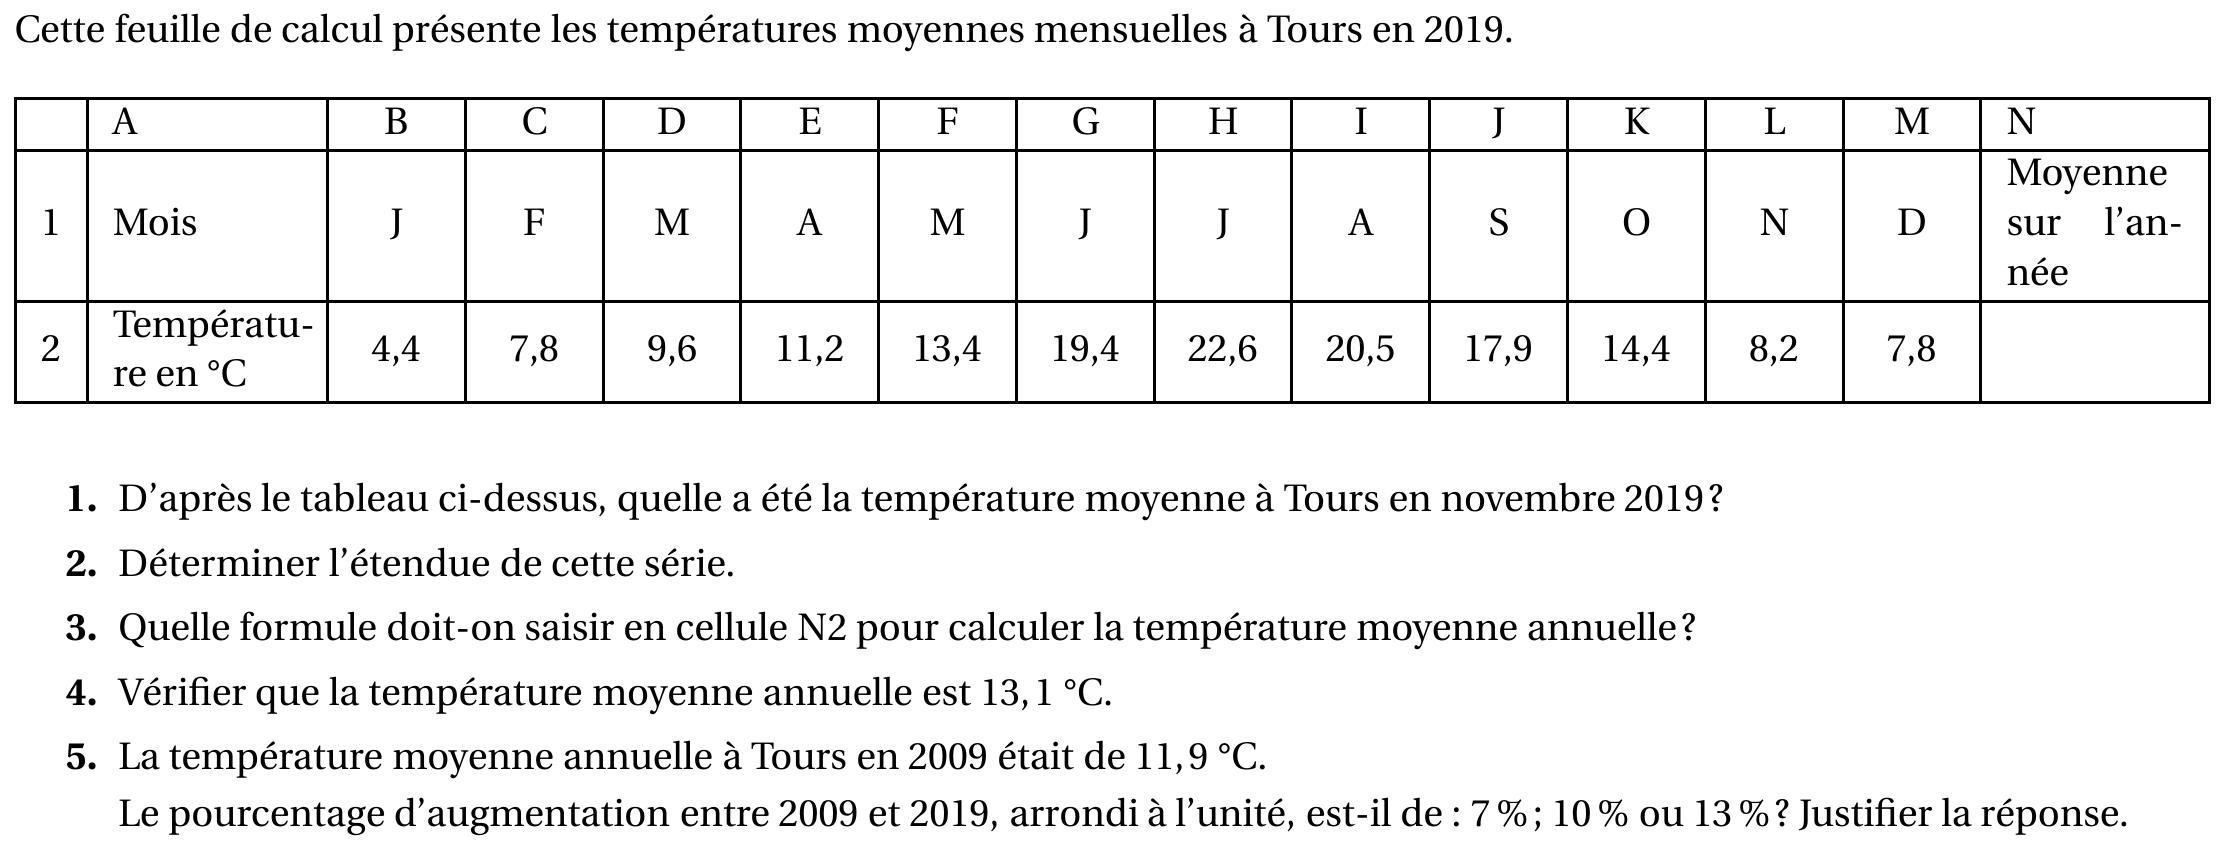 Cette feuille de calcul présente les températures moyennes mensuelles à Tours en 2019.
A B C D E F G H I J K L M N
1 Mois J F M A M J J A S O N D Moyenne sur l'an-
née
2 Températu-
re en °C 4,4 7,8 9,6 11,2 13,4 19,4 22,6 20,5 17,9 14,4 8,2 7,8
1. D'après le tableau ci-dessus, quelle a été la température moyenne à Tours en novembre 2019 ?
2. Déterminer l'étendue de cette série.
3. Quelle formule doit-on saisir en cellule N2 pour calculer la température moyenne annuelle ?
4. Vérifier que la température moyenne annuelle est 13,1 °C.
5. La température moyenne annuelle à Tours en 2009 était de 11,9 °C.
Le pourcentage d'augmentation entre 2009 et 2019, arrondi à l'unité, est-il de : 7 % ; 10 % ou 13 % ? Justifier la réponse.